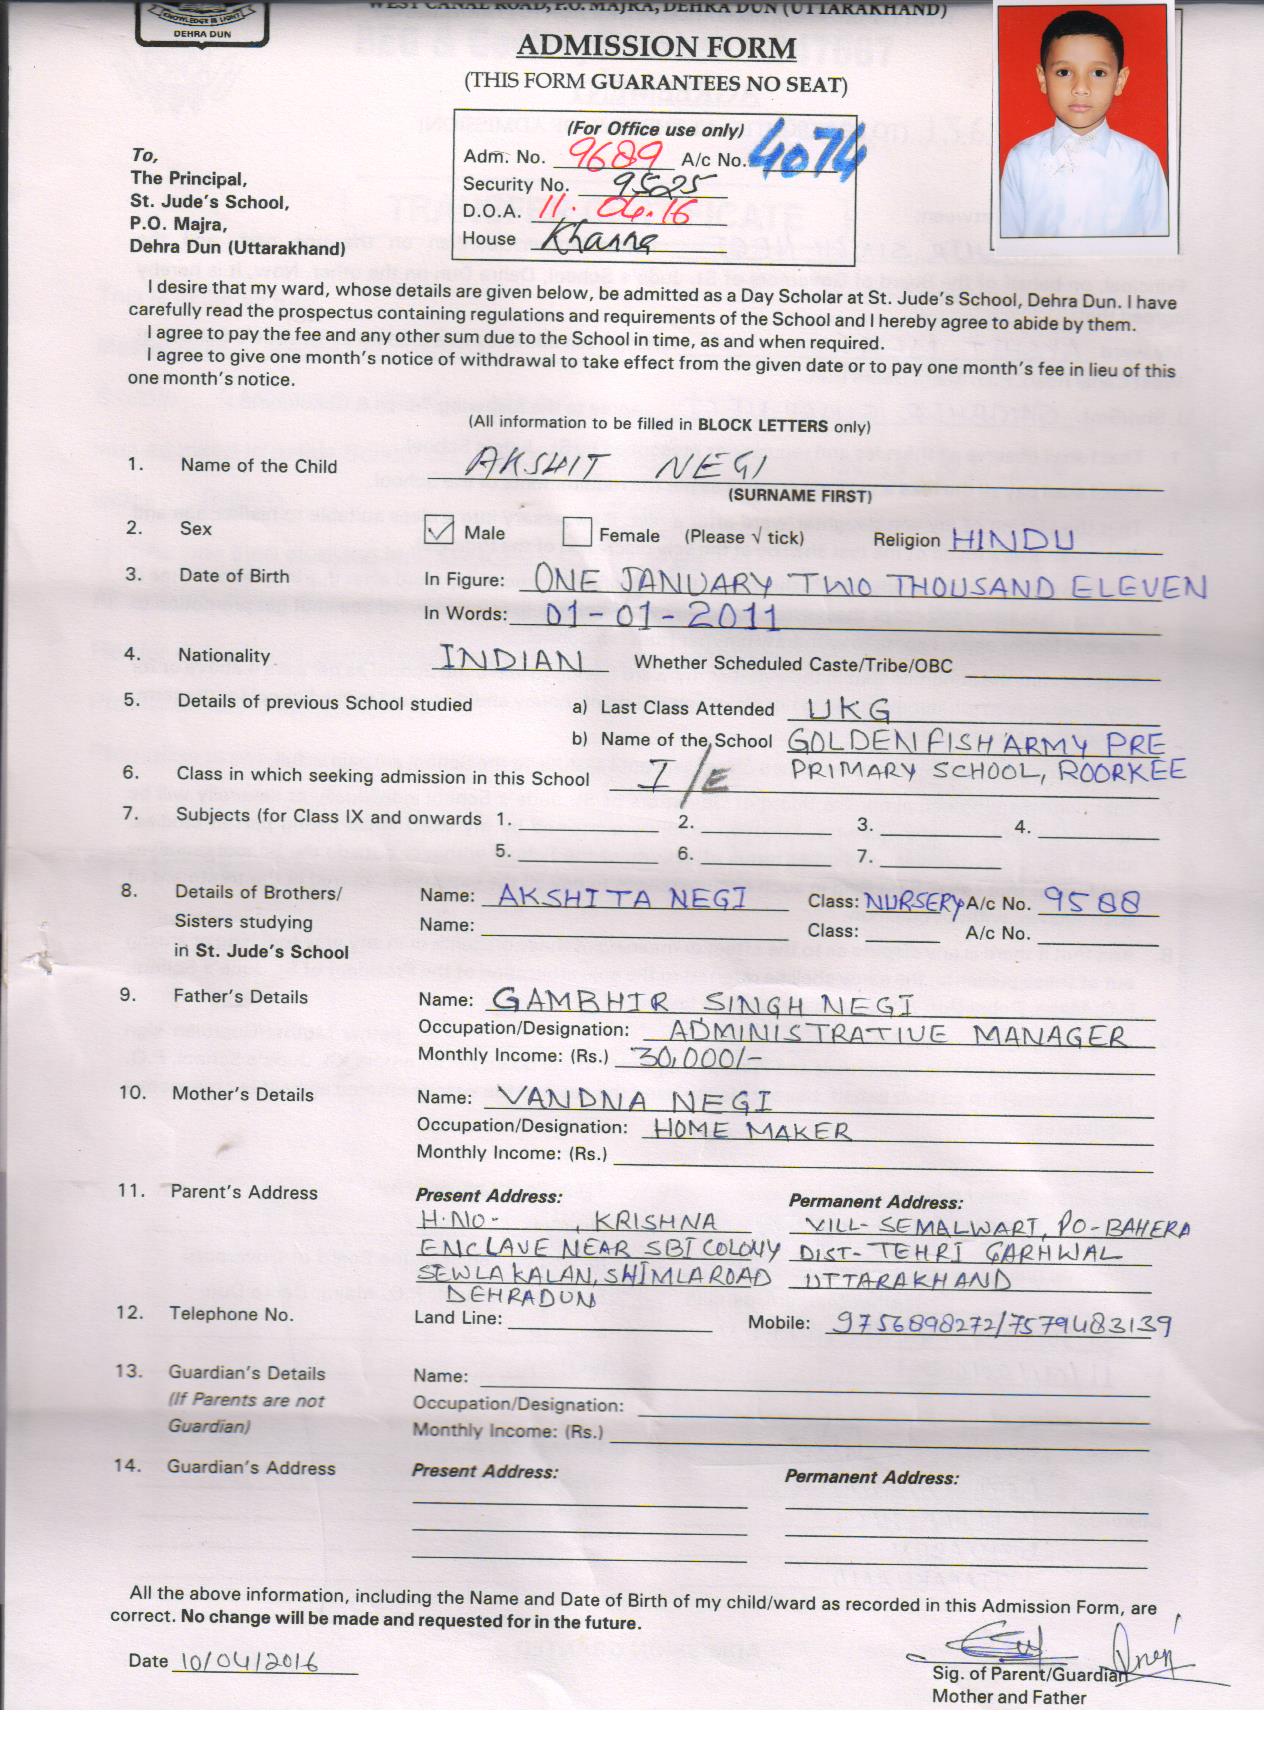 KNOWLEDGE IS LIGHT
DEHRA DUN
WEST CANAL ROAD, P.O. MAJRA, DEHRA DUN (UTTARAKHAND)
ADMISSION FORM
(THIS FORM GUARANTEES NO SEAT)
(For Office use only)
Adm. No. 9689 A/c No. 4074
Security No. 9525
D.O.A. 11.04.16
House Khanna
To,
The Principal,
St. Jude's School,
P.O. Majra,
Dehra Dun (Uttarakhand)
I desire that my ward, whose details are given below, be admitted as a Day Scholar at St. Jude's School, Dehra Dun. I have
carefully read the prospectus containing regulations and requirements of the School and I hereby agree to abide by them.
I agree to pay the fee and any other sum due to the School in time, as and when required.
I agree to give one month's notice of withdrawal to take effect from the given date or to pay one month's fee in lieu of this
one month's notice.
(All information to be filled in BLOCK LETTERS only)
1. Name of the Child AKSHIT NEGI
(SURNAME FIRST)
2. Sex Male Female (Please √ tick) Religion HINDU
3. Date of Birth In Figure: ONE JANUARY TWO THOUSAND ELEVEN
In Words: 01-01-2011
4. Nationality INDIAN Whether Scheduled Caste/Tribe/OBC
5. Details of previous School studied a) Last Class Attended UKG
b) Name of the School GOLDEN FISH ARMY PRE
PRIMARY SCHOOL, ROORKEE
6. Class in which seeking admission in this School I/E
7. Subjects (for Class IX and onwards 1. 2. 3. 4.
5. 6. 7.
8. Details of Brothers/ Name: AKSHITA NEGI Class: NURSERY A/c No. 9588
Sisters studying Name: Class: A/c No.
in St. Jude's School
9. Father's Details Name: GAMBHIR SINGH NEGI
Occupation/Designation: ADMINISTRATIVE MANAGER
Monthly Income: (Rs.) 30,000/-
10. Mother's Details Name: VANDNA NEGI
Occupation/Designation: HOME MAKER
Monthly Income: (Rs.)
11. Parent's Address Present Address: Permanent Address:
H.NO- , KRISHNA VILL- SEMALWART, PO-BAHERA
ENCLAVE NEAR SBI COLONY DIST- TEHRI GARHWAL
SEWLA KALAN, SHIMLA ROAD UTTARAKHAND
DEHRADUN
12. Telephone No. Land Line: Mobile: 9756898272/7579483139
13. Guardian's Details Name:
(If Parents are not Occupation/Designation:
Guardian) Monthly Income: (Rs.)
14. Guardian's Address Present Address: Permanent Address:
All the above information, including the Name and Date of Birth of my child/ward as recorded in this Admission Form, are
correct. No change will be made and requested for in the future.
Date 10/04/2016
Sig. of Parent/Guardian
Mother and Father